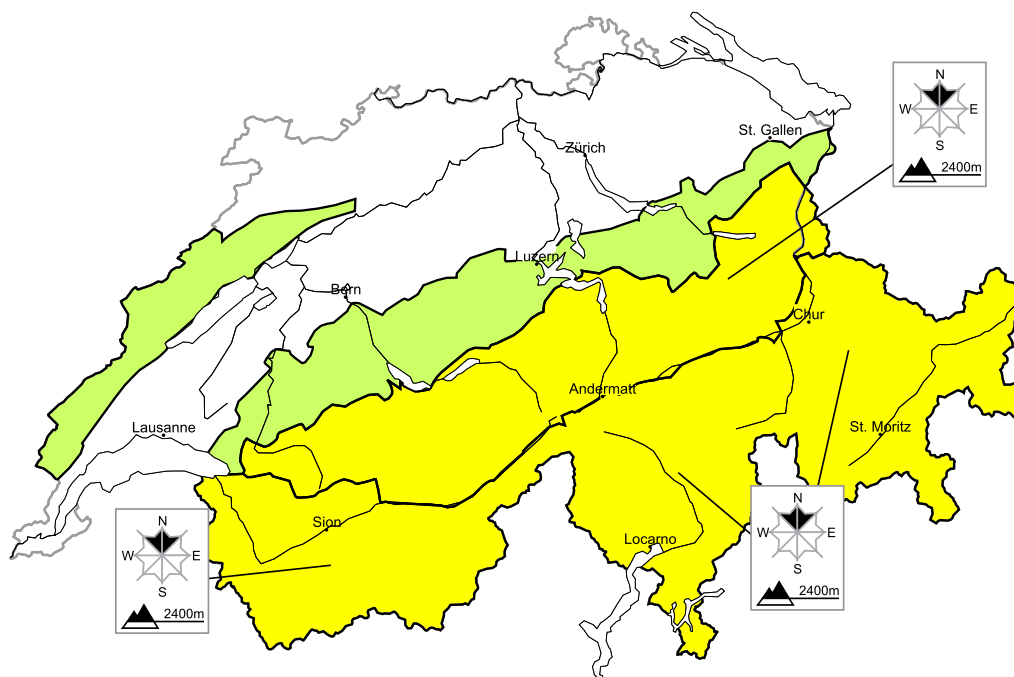 N
W E
S
2400m
St. Gallen
Zürich
Luzern
Bern
Chur
Andermatt
Lausanne
St. Moritz
N
W E
S
2400m
Sion
Locarno
N
W E
S
2400m